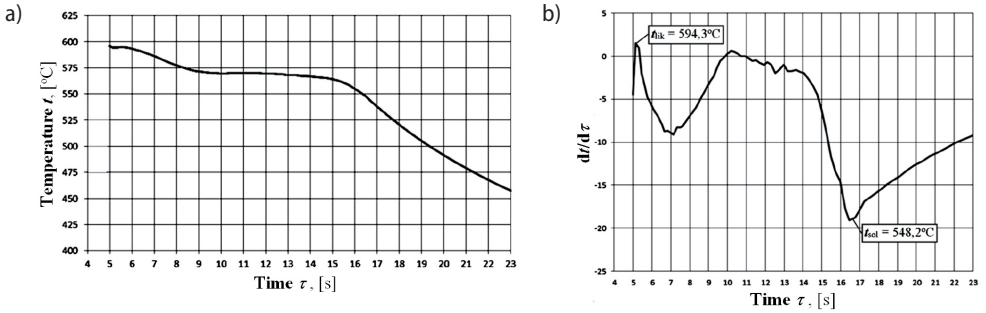 a)
Temperature t, [°C]
625
600
575
550
525
500
475
450
425
400
4 5 6 7 8 9 10 11 12 13 14 15 16 17 18 19 20 21 22 23
Time τ, [s]
b)
dt/dτ
5
0
-5
-10
-15
-20
-25
tlik = 594,3°C
tsol = 548,2°C
4 5 6 7 8 9 10 11 12 13 14 15 16 17 18 19 20 21 22 23
Time τ, [s]